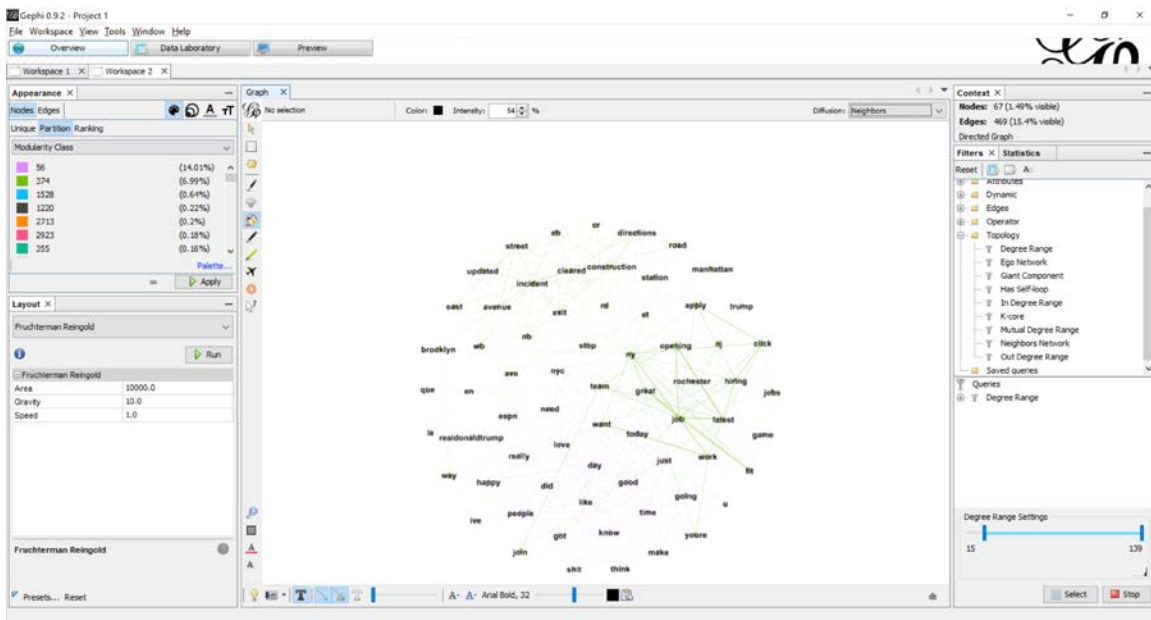 Gephi 0.9.2 - Project 1
File Workspace View Tools Window Help
Overview Data Laboratory Preview
Workspace 1 X Workspace 2 X
Appearance X
Nodes Edges
Unique Partition Ranking
Modularity Class
56 (14.01%)
374 (6.99%)
1528 (0.64%)
1220 (0.22%)
2713 (0.2%)
2923 (0.18%)
355 (0.16%)
Palette...
Apply
Layout X
Fruchterman Reingold
Run
Fruchterman Reingold
Area 10000.0
Gravity 10.0
Speed 1.0
Fruchterman Reingold
Presets... Reset
Graph X
No selection Color: Intensity: 54 % Diffusion: Neighbors
eb cr directions
street road
updated cleared construction station manhattan
incident
east avenue exit rd st apply trump
brooklyn wb nb stop ny opening nj click
ave nyc
que en team great rochester hiring jobs
espn need
la realdonaldtrump want today job latest game
love
really day just work
way happy did good fit
like going u
ive people time
got know youre
join make
shit think
Arial Bold, 32
Context X
Nodes: 67 (1.49% visible)
Edges: 469 (15.4% visible)
Directed Graph
Filters X Statistics
Reset
Attributes
Dynamic
Edges
Operator
Topology
Degree Range
Ego Network
Giant Component
Has Self-loop
In Degree Range
K-core
Mutual Degree Range
Neighbors Network
Out Degree Range
Saved queries
Queries
Degree Range
Degree Range Settings
15 139
Select Stop